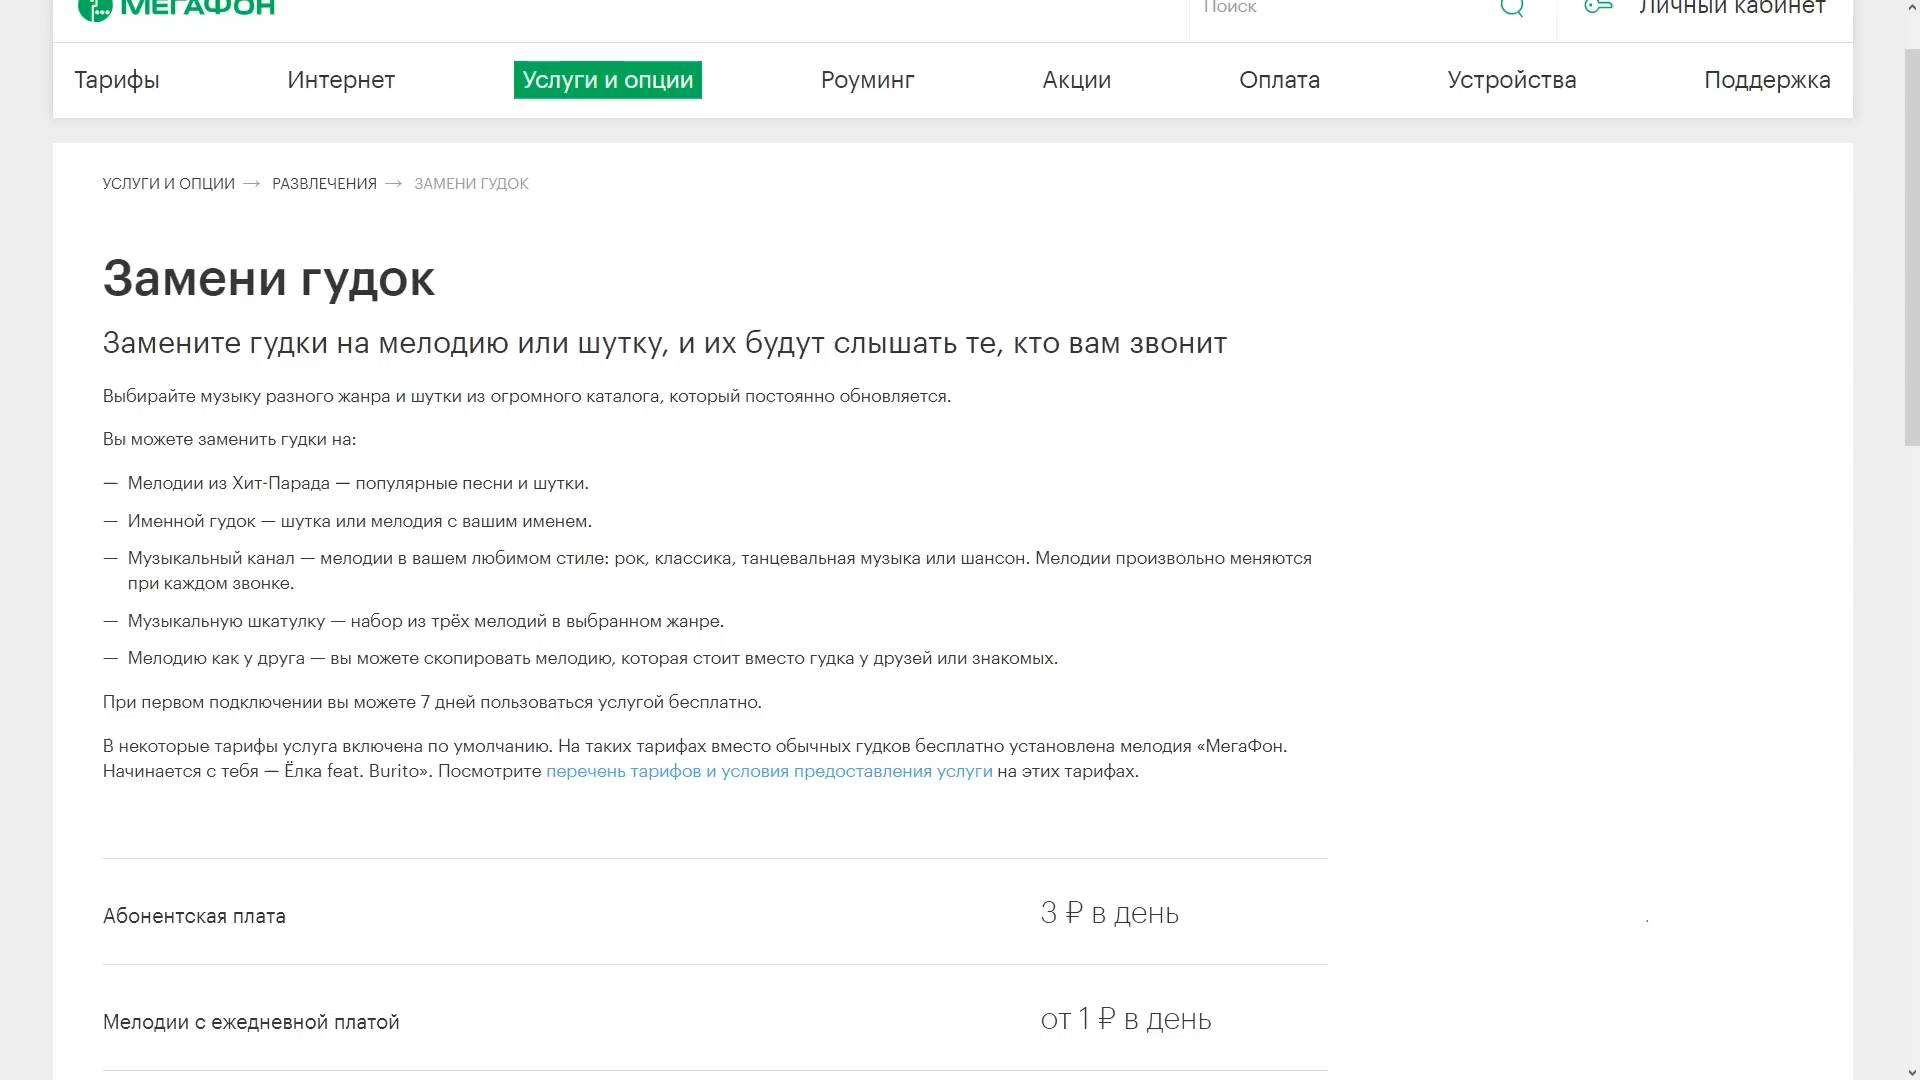 МЕГАФОН
Поиск
Личный кабинет
Тарифы
Интернет
Услуги и опции
Роуминг
Акции
Оплата
Устройства
Поддержка
УСЛУГИ И ОПЦИИ → РАЗВЛЕЧЕНИЯ → ЗАМЕНИ ГУДОК
Замени гудок
Замените гудки на мелодию или шутку, и их будут слышать те, кто вам звонит
Выбирайте музыку разного жанра и шутки из огромного каталога, который постоянно обновляется.
Вы можете заменить гудки на:
— Мелодии из Хит-Парада — популярные песни и шутки.
— Именной гудок — шутка или мелодия с вашим именем.
— Музыкальный канал — мелодии в вашем любимом стиле: рок, классика, танцевальная музыка или шансон. Мелодии произвольно меняются
при каждом звонке.
— Музыкальную шкатулку — набор из трёх мелодий в выбранном жанре.
— Мелодию как у друга — вы можете скопировать мелодию, которая стоит вместо гудка у друзей или знакомых.
При первом подключении вы можете 7 дней пользоваться услугой бесплатно.
В некоторые тарифы услуга включена по умолчанию. На таких тарифах вместо обычных гудков бесплатно установлена мелодия «МегаФон.
Начинается с тебя — Ёлка feat. Burito». Посмотрите перечень тарифов и условия предоставления услуги на этих тарифах.
Абонентская плата
3 ₽ в день
Мелодии с ежедневной платой
от 1 ₽ в день